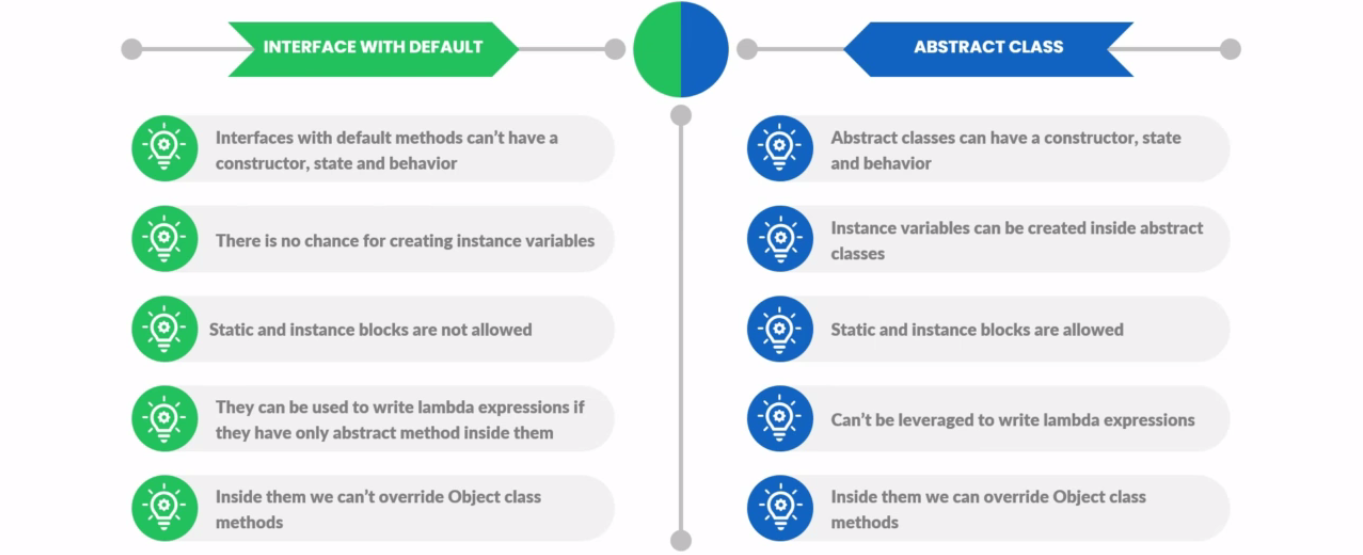 INTERFACE WITH DEFAULT
Interfaces with default methods can't have a
constructor, state and behavior
There is no chance for creating instance variables
Static and instance blocks are not allowed
They can be used to write lambda expressions if
they have only abstract method inside them
Inside them we can't override Object class
methods
ABSTRACT CLASS
Abstract classes can have a constructor, state
and behavior
Instance variables can be created inside abstract
classes
Static and instance blocks are allowed
Can't be leveraged to write lambda expressions
Inside them we can override Object class
methods